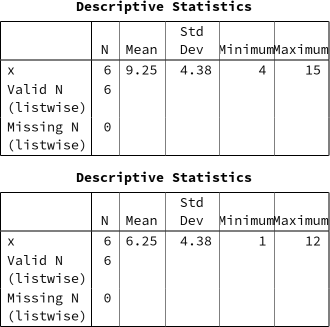 Descriptive Statistics
Std
N Mean Dev Minimum Maximum
x 6 9.25 4.38 4 15
Valid N 6
(listwise)
Missing N 0
(listwise)
Descriptive Statistics
Std
N Mean Dev Minimum Maximum
x 6 6.25 4.38 1 12
Valid N 6
(listwise)
Missing N 0
(listwise)